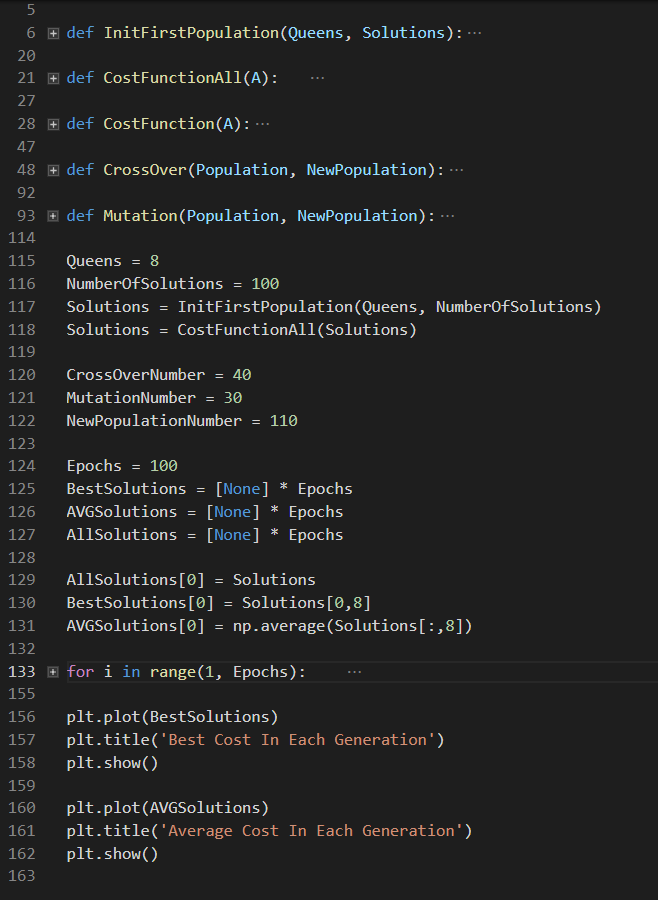 5
6 def InitFirstPopulation(Queens, Solutions):···
20
21 def CostFunctionAll(A):   ···
27
28 def CostFunction(A):···
47
48 def CrossOver(Population, NewPopulation):···
92
93 def Mutation(Population, NewPopulation):···
114
115 Queens = 8
116 NumberOfSolutions = 100
117 Solutions = InitFirstPopulation(Queens, NumberOfSolutions)
118 Solutions = CostFunctionAll(Solutions)
119
120 CrossOverNumber = 40
121 MutationNumber = 30
122 NewPopulationNumber = 110
123
124 Epochs = 100
125 BestSolutions = [None] * Epochs
126 AVGSolutions = [None] * Epochs
127 AllSolutions = [None] * Epochs
128
129 AllSolutions[0] = Solutions
130 BestSolutions[0] = Solutions[0,8]
131 AVGSolutions[0] = np.average(Solutions[:,8])
132
133 for i in range(1, Epochs):    ···
155
156 plt.plot(BestSolutions)
157 plt.title('Best Cost In Each Generation')
158 plt.show()
159
160 plt.plot(AVGSolutions)
161 plt.title('Average Cost In Each Generation')
162 plt.show()
163